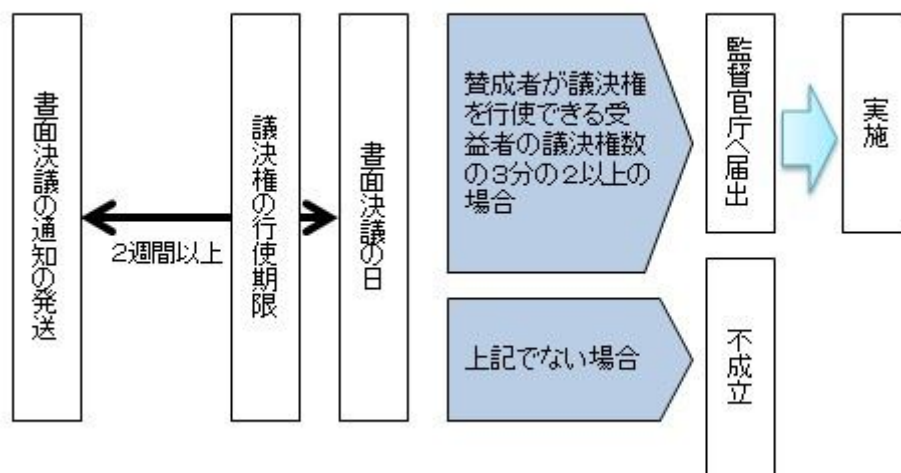 書面決議の通知の発送
2週間以上
議決権の行使期限
書面決議の日
賛成者が議決権
を行使できる受
益者の議決権数
の3分の2以上の
場合
監督官庁へ届出
実施
上記でない場合
不成立